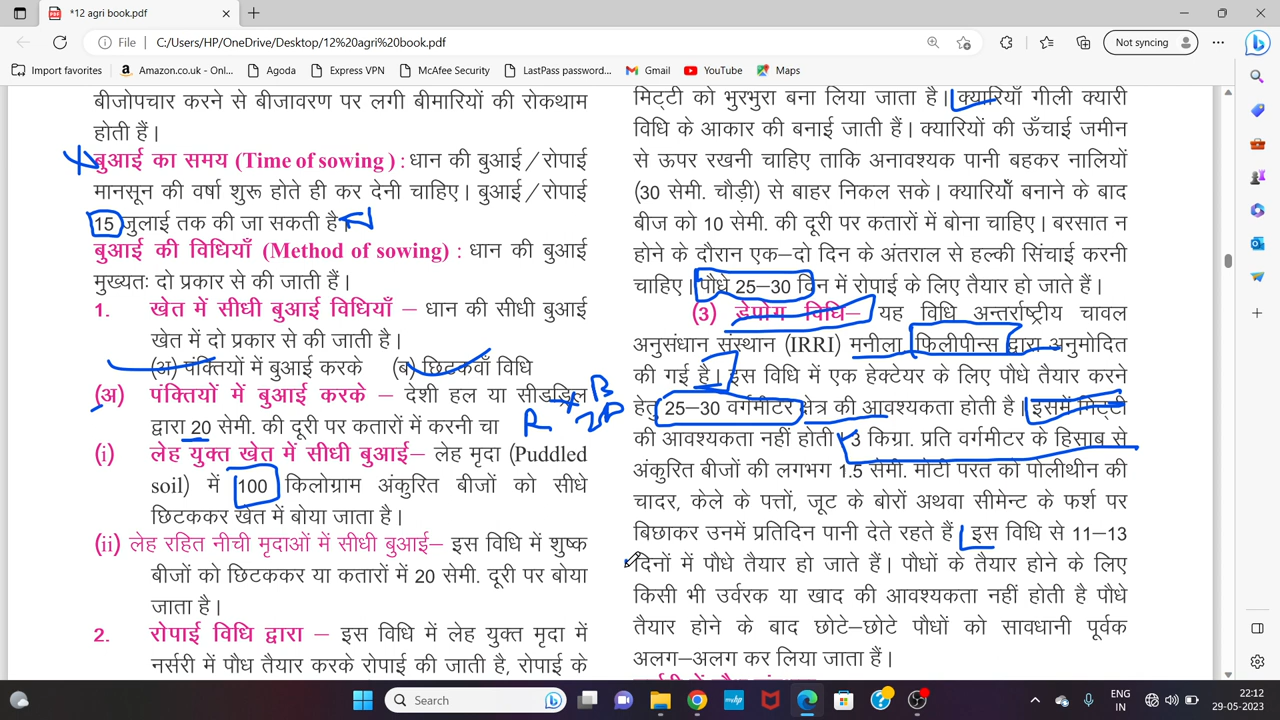 *12 agri book.pdf
File
C:/Users/HP/OneDrive/Desktop/12%20agri%20book.pdf
Not syncing
Import favorites
Amazon.co.uk - Onl...
Agoda
Express VPN
McAfee Security
LastPass password...
Gmail
YouTube
Maps
बीजोपचार करने से बीजावरण पर लगी बीमारियों की रोकथाम
होती हैं।
बुआई का समय (Time of sowing) : धान की बुआई/रोपाई
मानसून की वर्षा शुरू होते ही कर देनी चाहिए। बुआई/रोपाई
15 जुलाई तक की जा सकती है।
बुआई की विधियाँ (Method of sowing) : धान की बुआई
मुख्यतः दो प्रकार से की जाती हैं।
1. खेत में सीधी बुआई विधियाँ – धान की सीधी बुआई
खेत में दो प्रकार से की जाती है।
(अ) पंक्तियों में बुआई करके (ब) छिटकवाँ विधि
(अ) पंक्तियों में बुआई करके – देशी हल या सीडड्रिल
द्वारा 20 सेमी. की दूरी पर कतारों में करनी चा
R
B
(i) लेह युक्त खेत में सीधी बुआई– लेह मृदा (Puddled
soil) में 100 किलोग्राम अंकुरित बीजों को सीधे
छिटककर खेत में बोया जाता है।
(ii) लेह रहित नीची मृदाओं में सीधी बुआई– इस विधि में शुष्क
बीजों को छिटककर या कतारों में 20 सेमी. दूरी पर बोया
जाता है।
2. रोपाई विधि द्वारा – इस विधि में लेह युक्त मृदा में
नर्सरी में पौध तैयार करके रोपाई की जाती है, रोपाई के
मिट्टी को भुरभुरा बना लिया जाता है। क्यारियाँ गीली क्यारी
विधि के आकार की बनाई जाती हैं। क्यारियों की ऊँचाई जमीन
से ऊपर रखनी चाहिए ताकि अनावश्यक पानी बहकर नालियों
(30 सेमी. चौड़ी) से बाहर निकल सके। क्यारियाँ बनाने के बाद
बीज को 10 सेमी. की दूरी पर कतारों में बोना चाहिए। बरसात न
होने के दौरान एक–दो दिन के अंतराल से हल्की सिंचाई करनी
चाहिए। पौधे 25–30 दिन में रोपाई के लिए तैयार हो जाते हैं।
(3) डेपोग विधि– यह विधि अन्तर्राष्ट्रीय चावल
अनुसंधान संस्थान (IRRI) मनीला फिलीपीन्स द्वारा अनुमोदित
की गई है। इस विधि में एक हेक्टेयर के लिए पौधे तैयार करने
हेतु 25–30 वर्गमीटर क्षेत्र की आवश्यकता होती है। इसमें मिट्टी
की आवश्यकता नहीं होती। 3 किग्रा. प्रति वर्गमीटर के हिसाब से
अंकुरित बीजों की लगभग 1.5 सेमी. मोटी परत को पोलीथीन की
चादर, केले के पत्तों, जूट के बोरों अथवा सीमेन्ट के फर्श पर
बिछाकर उनमें प्रतिदिन पानी देते रहते हैं। इस विधि से 11–13
दिनों में पौधे तैयार हो जाते हैं। पौधों के तैयार होने के लिए
किसी भी उर्वरक या खाद की आवश्यकता नहीं होती है पौधे
तैयार होने के बाद छोटे–छोटे पौधों को सावधानी पूर्वक
अलग–अलग कर लिया जाता हैं।
Search
ENG
IN
22:12
29-05-2023